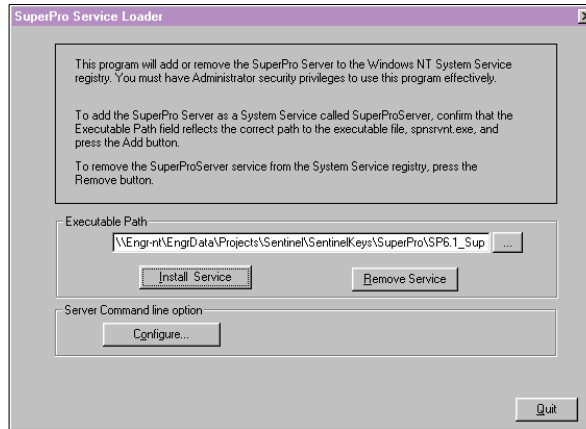 SuperPro Service Loader
This program will add or remove the SuperPro Server to the Windows NT System Service
registry. You must have Administrator security privileges to use this program effectively.
To add the SuperPro Server as a System Service called SuperProServer, confirm that the
Executable Path field reflects the correct path to the executable file, spnsrvnt.exe, and
press the Add button.
To remove the SuperProServer service from the System Service registry, press the
Remove button.
Executable Path
\\Engr-nt\EngrData\Projects\Sentinel\SentinelKeys\SuperPro\SP6.1_Sup
...
Install Service
Remove Service
Server Command line option
Configure...
Quit